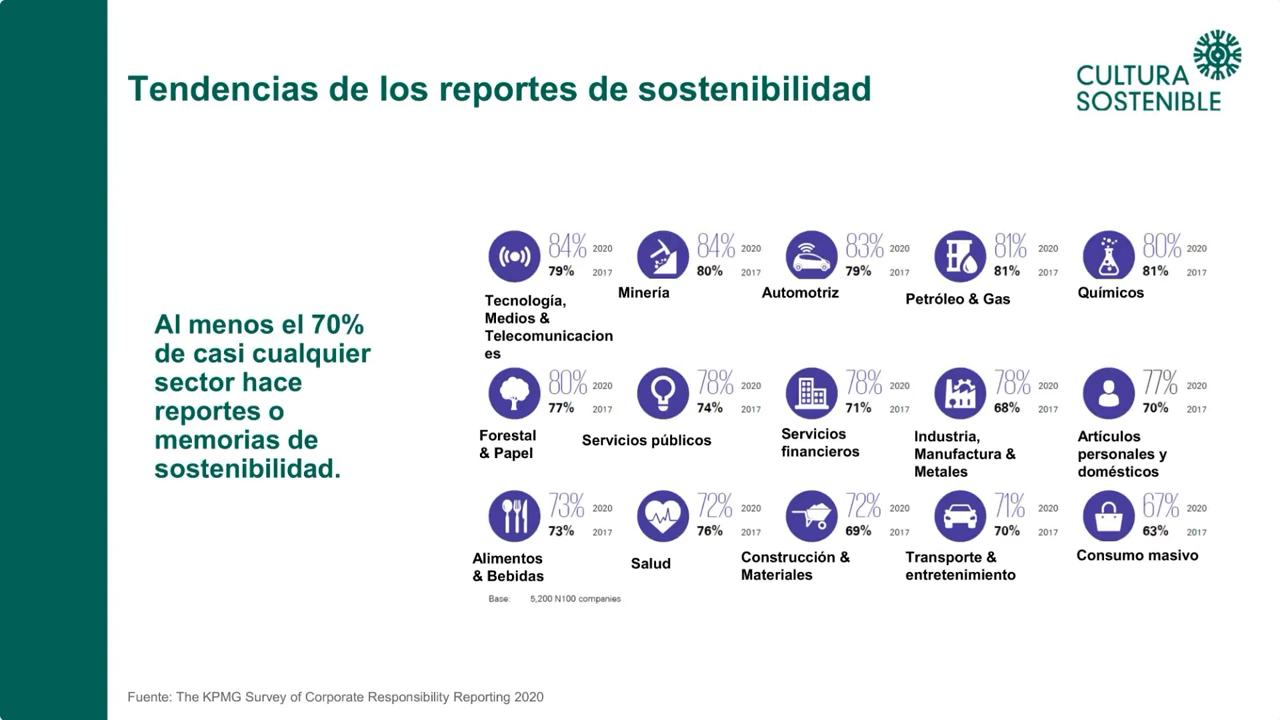 Tendencias de los reportes de sostenibilidad
CULTURA
SOSTENIBLE
Al menos el 70%
de casi cualquier
sector hace
reportes o
memorias de
sostenibilidad.
84% 2020
79% 2017
Tecnología,
Medios &
Telecomunicacion
es
84% 2020
80% 2017
Minería
83% 2020
79% 2017
Automotriz
81% 2020
81% 2017
Petróleo & Gas
80% 2020
81% 2017
Químicos
80% 2020
77% 2017
Forestal
& Papel
78% 2020
74% 2017
Servicios públicos
78% 2020
71% 2017
Servicios
financieros
78% 2020
68% 2017
Industria,
Manufactura &
Metales
77% 2020
70% 2017
Artículos
personales y
domésticos
73% 2020
73% 2017
Alimentos
& Bebidas
72% 2020
76% 2017
Salud
72% 2020
69% 2017
Construcción &
Materiales
71% 2020
70% 2017
Transporte &
entretenimiento
67% 2020
63% 2017
Consumo masivo
Base: 5,200 N100 companies
Fuente: The KPMG Survey of Corporate Responsibility Reporting 2020